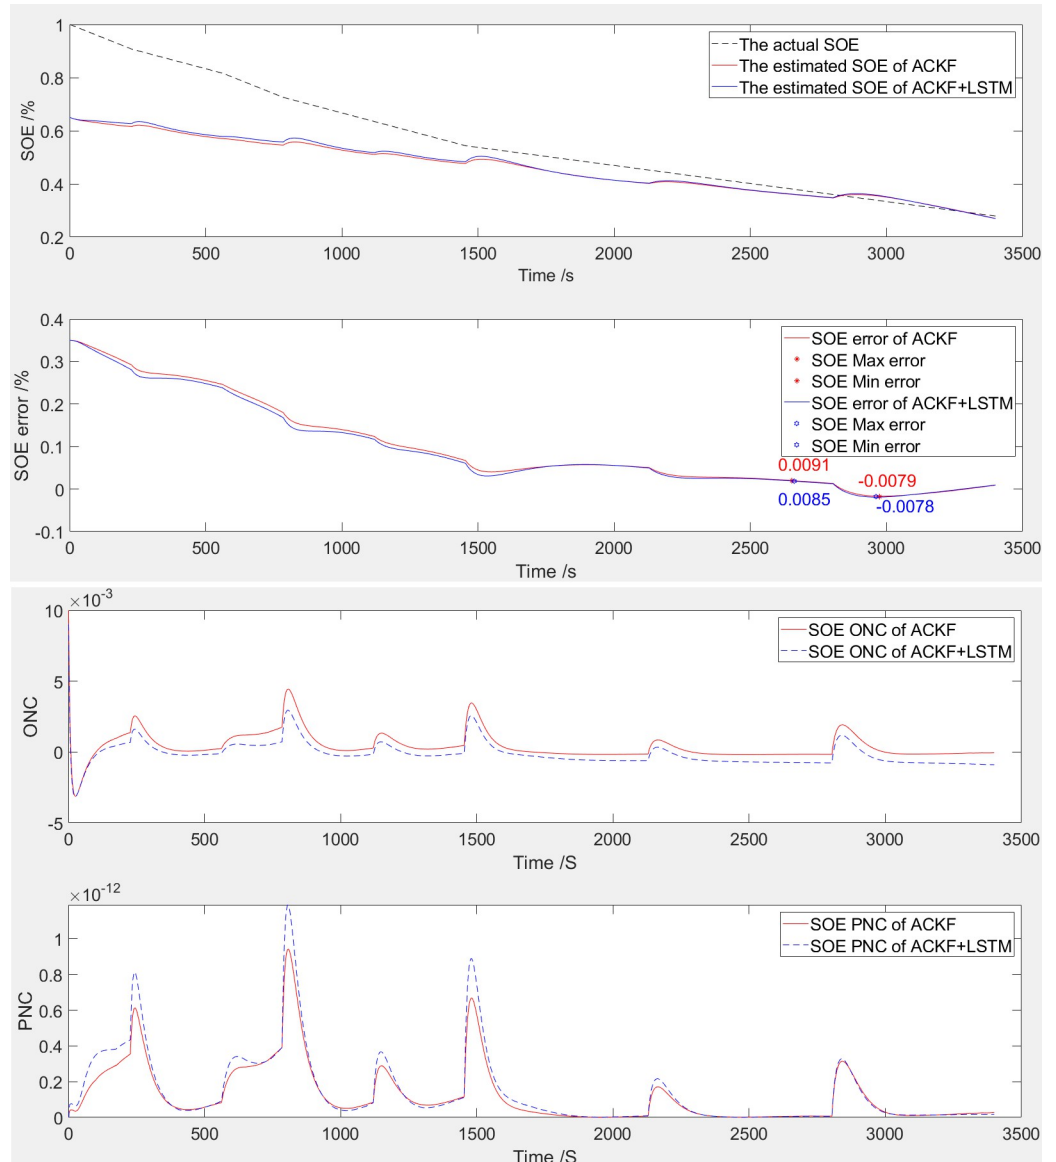 The actual SOE
The estimated SOE of ACKF
The estimated SOE of ACKF+LSTM
SOE /%
1
0.8
0.6
0.4
0.2
0 500 1000 1500 2000 2500 3000 3500
Time /s
SOE error of ACKF
SOE Max error
SOE Min error
SOE error of ACKF+LSTM
SOE Max error
SOE Min error
SOE error /%
0.4
0.3
0.2
0.1
0
-0.1
0.0091
-0.0079
0.0085
-0.0078
0 500 1000 1500 2000 2500 3000 3500
Time /s
×10-3
SOE ONC of ACKF
SOE ONC of ACKF+LSTM
ONC
10
5
0
-5
0 500 1000 1500 2000 2500 3000 3500
Time /S
×10-12
SOE PNC of ACKF
SOE PNC of ACKF+LSTM
PNC
1
0.8
0.6
0.4
0.2
0
0 500 1000 1500 2000 2500 3000 3500
Time /S